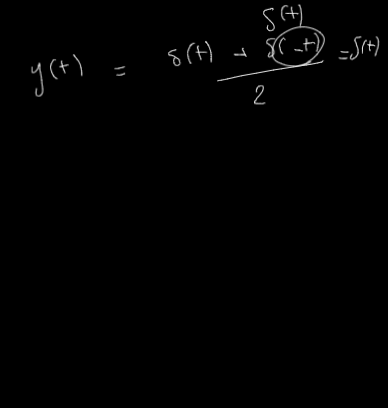 δ(t)
y(t) = δ(t) + δ(-t) = δ(t)
2